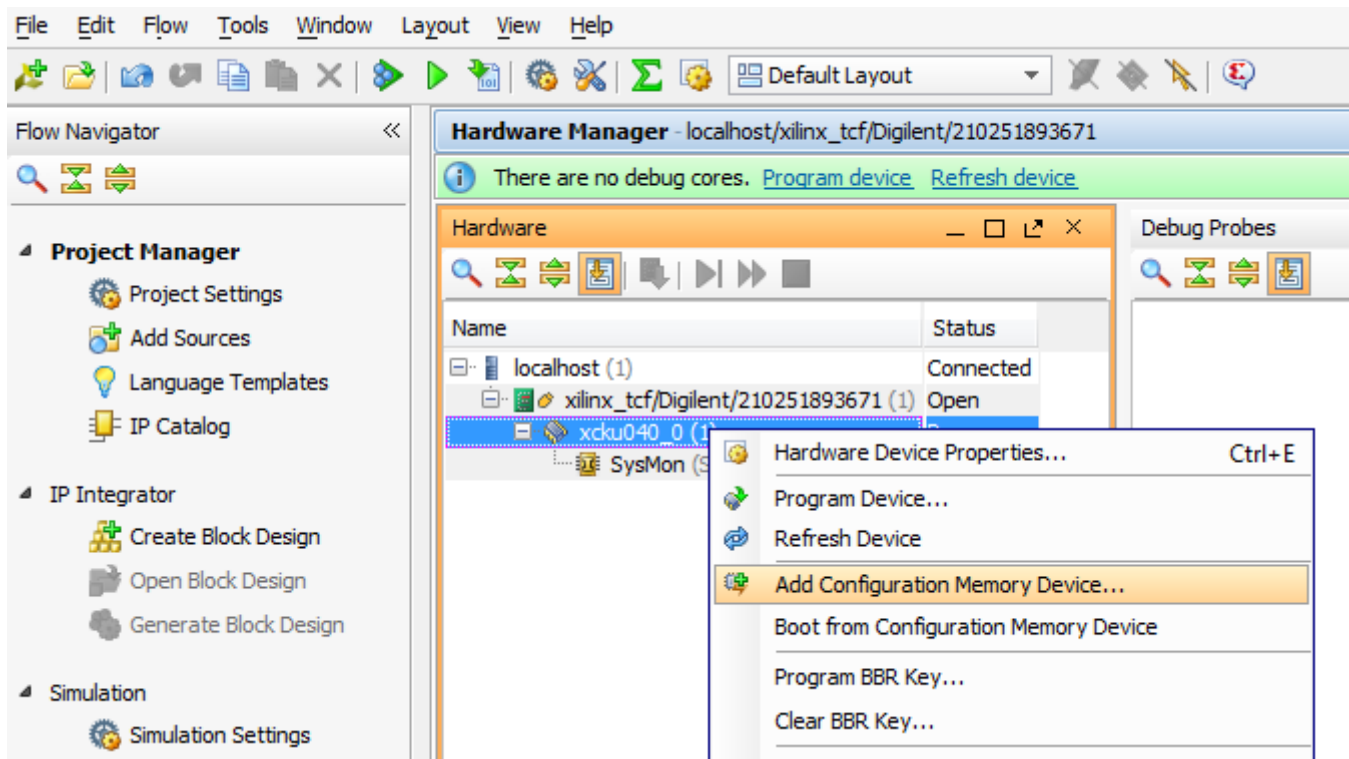 File Edit Flow Tools Window Layout View Help
Default Layout
Flow Navigator
Hardware Manager - localhost/xilinx_tcf/Digilent/210251893671
There are no debug cores. Program device Refresh device
Hardware
Debug Probes
Project Manager
Project Settings
Add Sources
Language Templates
IP Catalog
IP Integrator
Create Block Design
Open Block Design
Generate Block Design
Simulation
Simulation Settings
Name Status
localhost (1) Connected
xilinx_tcf/Digilent/210251893671 (1) Open
xcku040_0 (1)
SysMon (S
Hardware Device Properties... Ctrl+E
Program Device...
Refresh Device
Add Configuration Memory Device...
Boot from Configuration Memory Device
Program BBR Key...
Clear BBR Key...